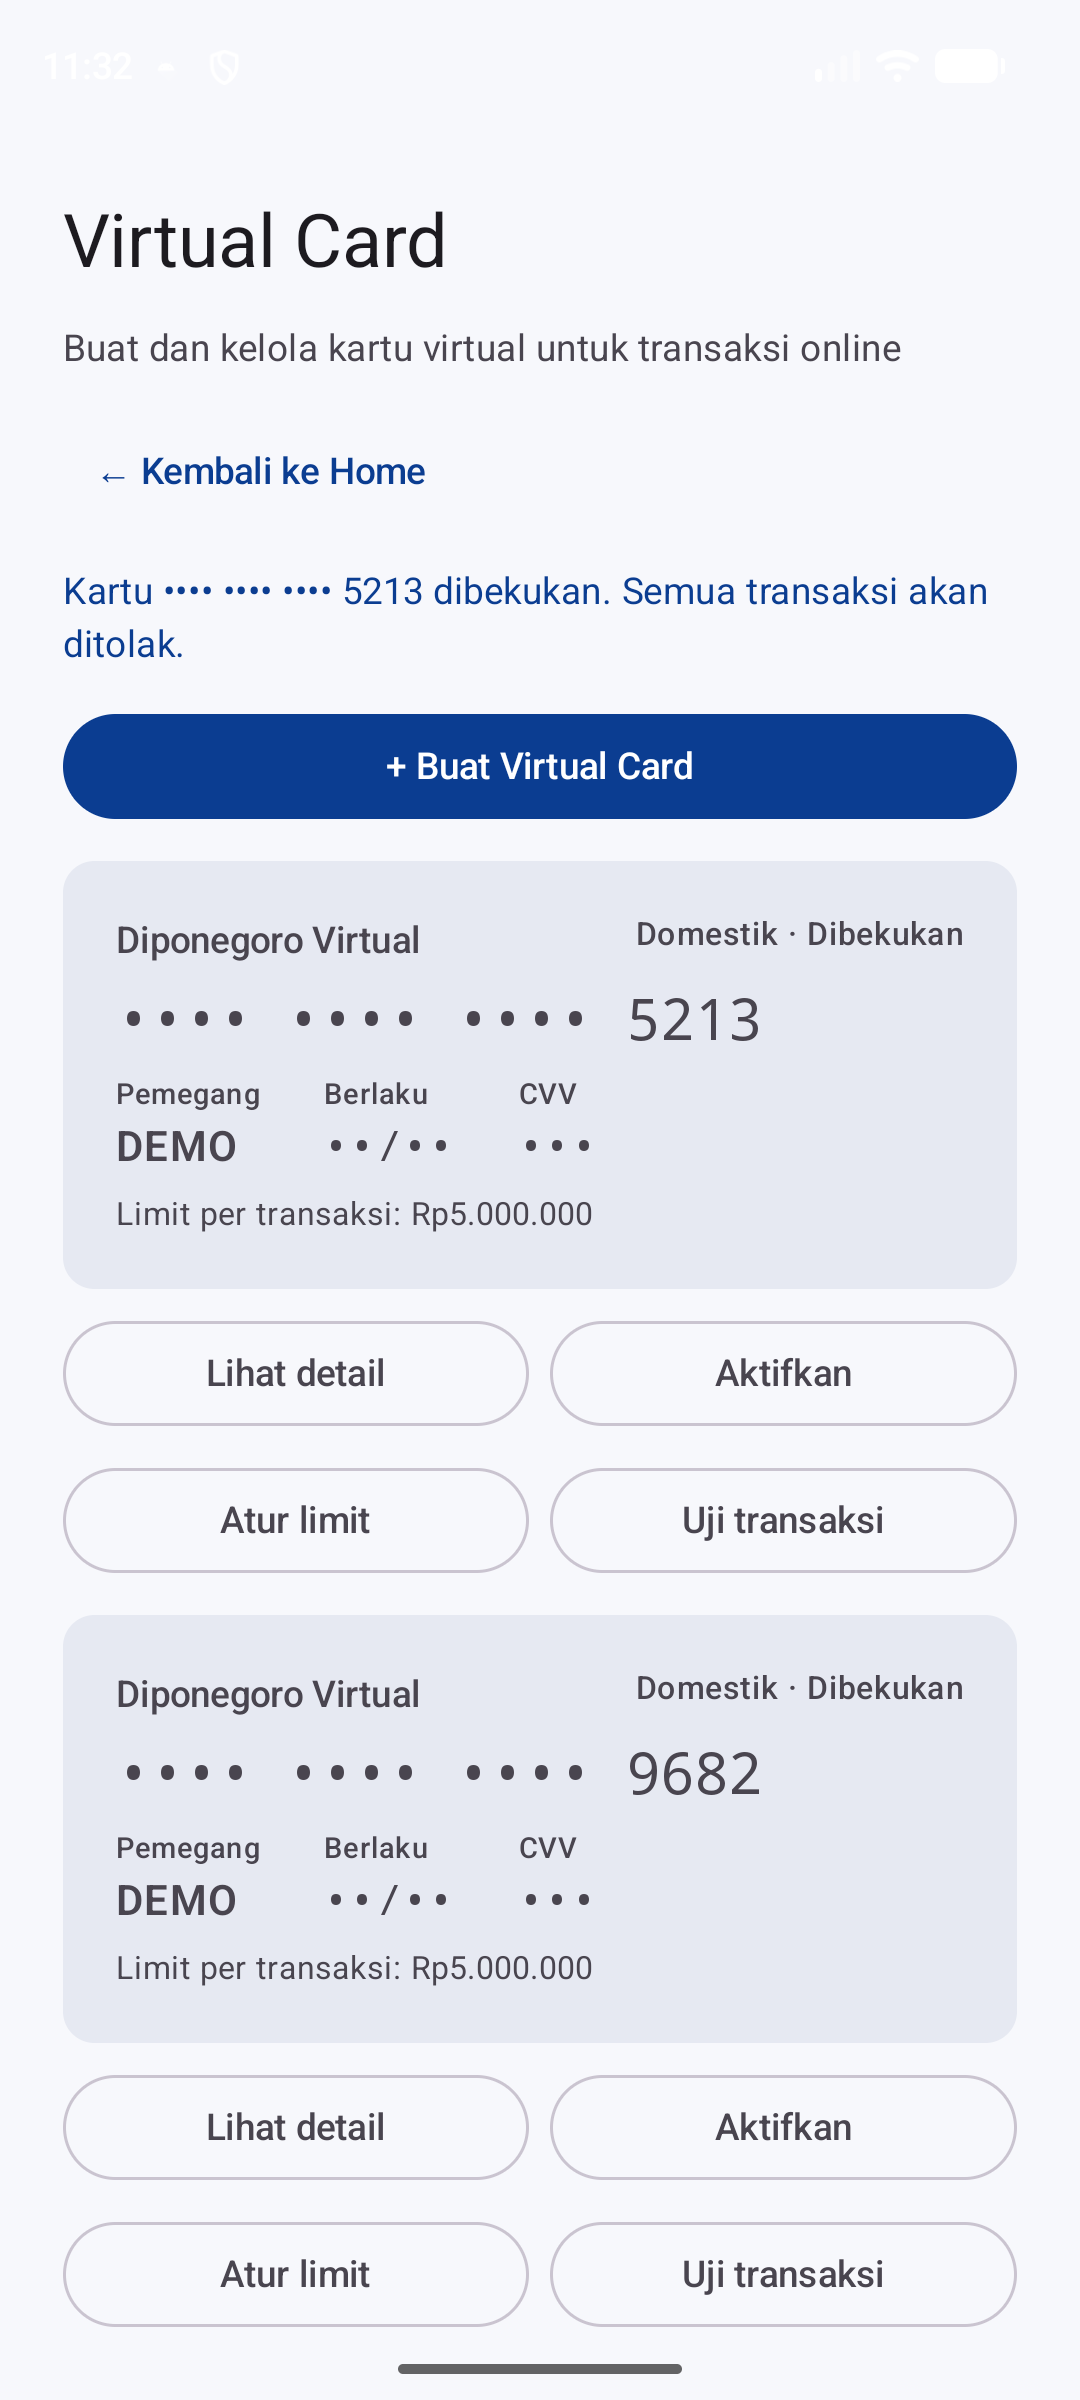 11:32
Virtual Card
Buat dan kelola kartu virtual untuk transaksi online
← Kembali ke Home
Kartu •••• •••• •••• 5213 dibekukan. Semua transaksi akan
ditolak.
+ Buat Virtual Card
Diponegoro Virtual Domestik · Dibekukan
•••• •••• •••• 5213
Pemegang Berlaku CVV
DEMO ••/•• •••
Limit per transaksi: Rp5.000.000
Lihat detail Aktifkan
Atur limit Uji transaksi
Diponegoro Virtual Domestik · Dibekukan
•••• •••• •••• 9682
Pemegang Berlaku CVV
DEMO ••/•• •••
Limit per transaksi: Rp5.000.000
Lihat detail Aktifkan
Atur limit Uji transaksi